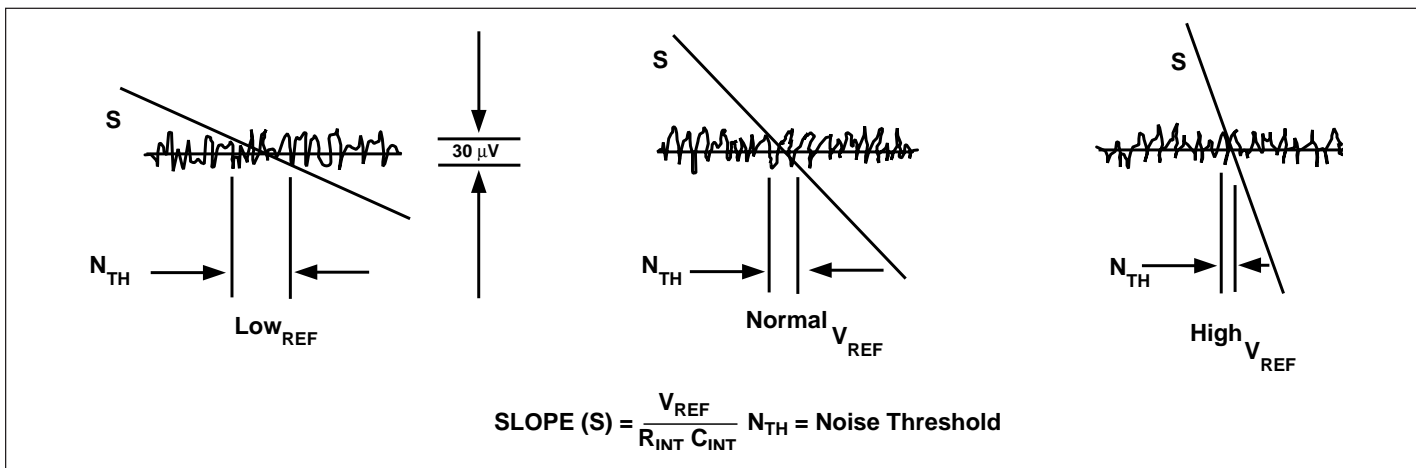 S
30 μV
N_TH
Low_REF
S
N_TH
Normal V_REF
S
N_TH
High V_REF
SLOPE (S) = V_REF / R_INT C_INT N_TH = Noise Threshold